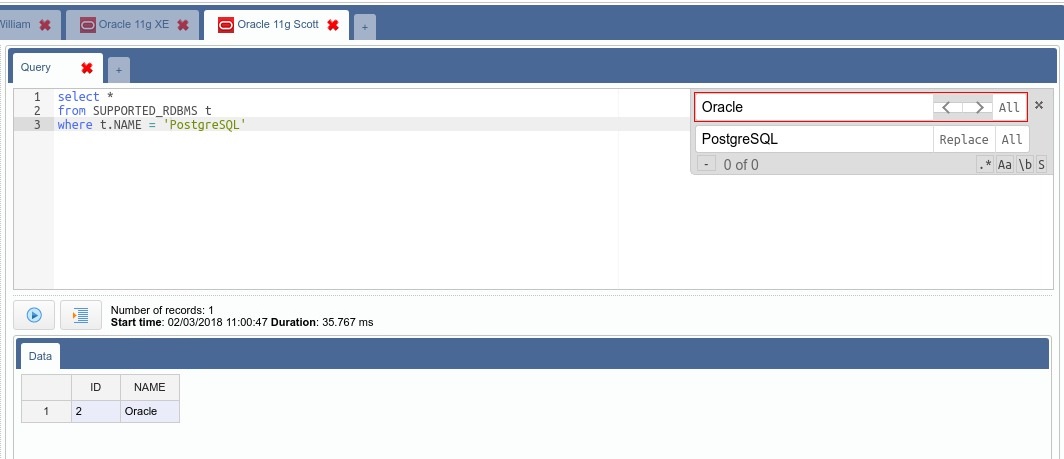 William ✖ Oracle 11g XE ✖ Oracle 11g Scott ✖ +
Query ✖ +
1 select *
2 from SUPPORTED_RDBMS t
3 where t.NAME = 'PostgreSQL'
Oracle < > All ×
PostgreSQL Replace All
- 0 of 0 .* Aa \b S
Number of records: 1
Start time: 02/03/2018 11:00:47 Duration: 35.767 ms
Data
ID NAME
1 2 Oracle